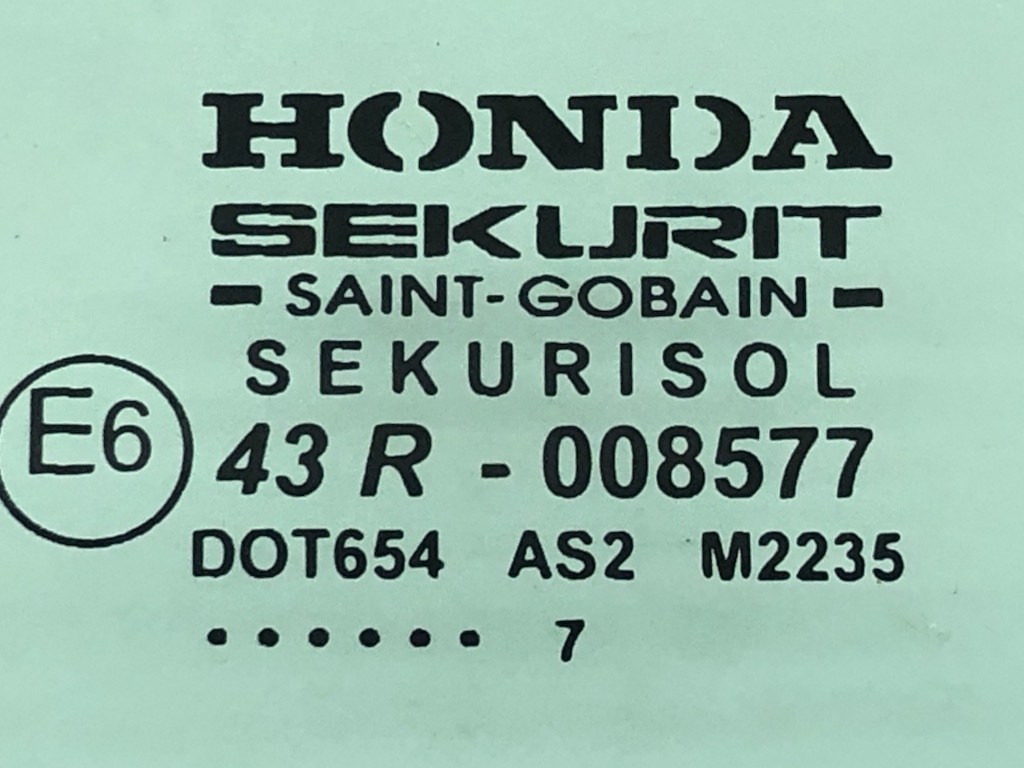 HONDA
SEKURIT
- SAINT-GOBAIN -
SEKURISOL
E6
43 R - 008577
DOT654 AS2 M2235
• • • • • • 7